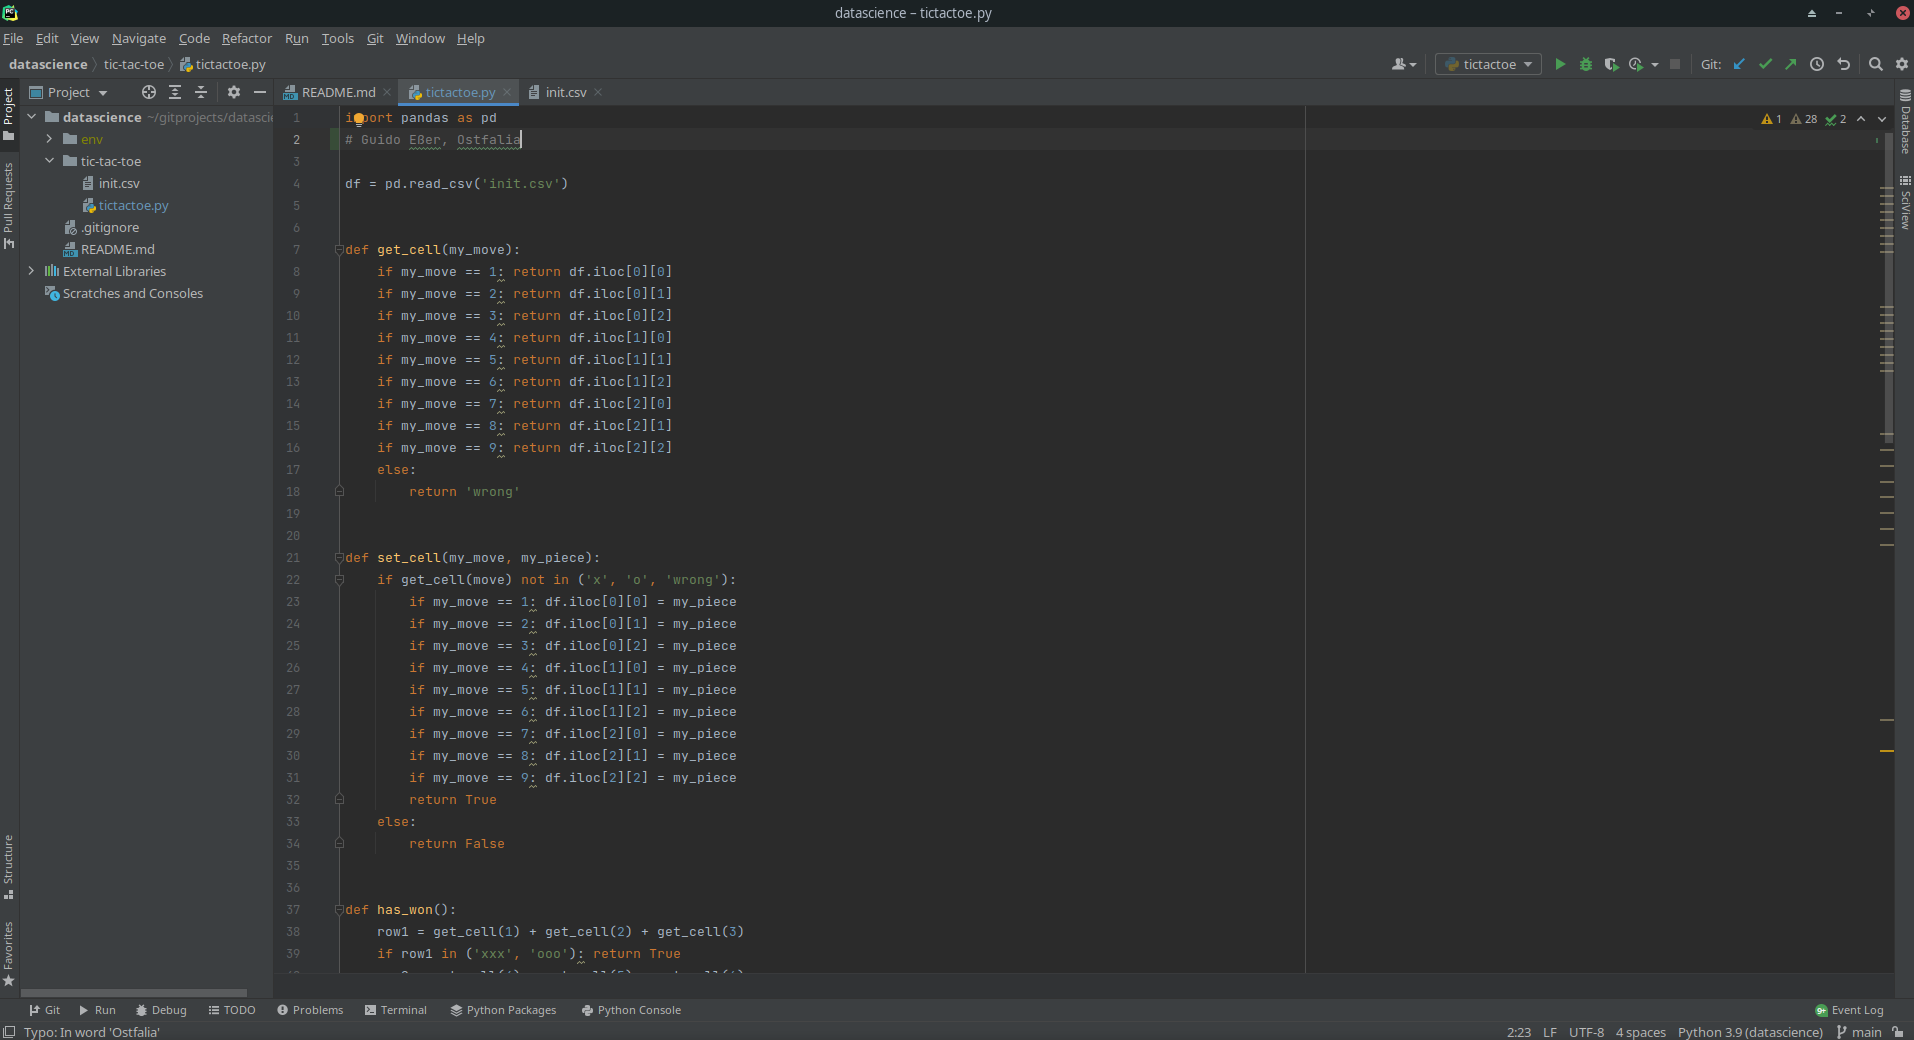 datascience – tictactoe.py
File Edit View Navigate Code Refactor Run Tools Git Window Help
datascience tic-tac-toe tictactoe.py
tictactoe Git:
Project
README.md tictactoe.py init.csv
datascience ~/gitprojects/datascie
env
tic-tac-toe
init.csv
tictactoe.py
.gitignore
README.md
External Libraries
Scratches and Consoles
Project
Pull Requests
Structure
Favorites
1 28 2
1 import pandas as pd
2 # Guido Eßer, Ostfalia
3
4 df = pd.read_csv('init.csv')
5
6
7 def get_cell(my_move):
8 if my_move == 1: return df.iloc[0][0]
9 if my_move == 2: return df.iloc[0][1]
10 if my_move == 3: return df.iloc[0][2]
11 if my_move == 4: return df.iloc[1][0]
12 if my_move == 5: return df.iloc[1][1]
13 if my_move == 6: return df.iloc[1][2]
14 if my_move == 7: return df.iloc[2][0]
15 if my_move == 8: return df.iloc[2][1]
16 if my_move == 9: return df.iloc[2][2]
17 else:
18 return 'wrong'
19
20
21 def set_cell(my_move, my_piece):
22 if get_cell(move) not in ('x', 'o', 'wrong'):
23 if my_move == 1: df.iloc[0][0] = my_piece
24 if my_move == 2: df.iloc[0][1] = my_piece
25 if my_move == 3: df.iloc[0][2] = my_piece
26 if my_move == 4: df.iloc[1][0] = my_piece
27 if my_move == 5: df.iloc[1][1] = my_piece
28 if my_move == 6: df.iloc[1][2] = my_piece
29 if my_move == 7: df.iloc[2][0] = my_piece
30 if my_move == 8: df.iloc[2][1] = my_piece
31 if my_move == 9: df.iloc[2][2] = my_piece
32 return True
33 else:
34 return False
35
36
37 def has_won():
38 row1 = get_cell(1) + get_cell(2) + get_cell(3)
39 if row1 in ('xxx', 'ooo'): return True
Database
SciView
Git Run Debug TODO Problems Terminal Python Packages Python Console 9+ Event Log
Typo: In word 'Ostfalia' 2:23 LF UTF-8 4 spaces Python 3.9 (datascience) main